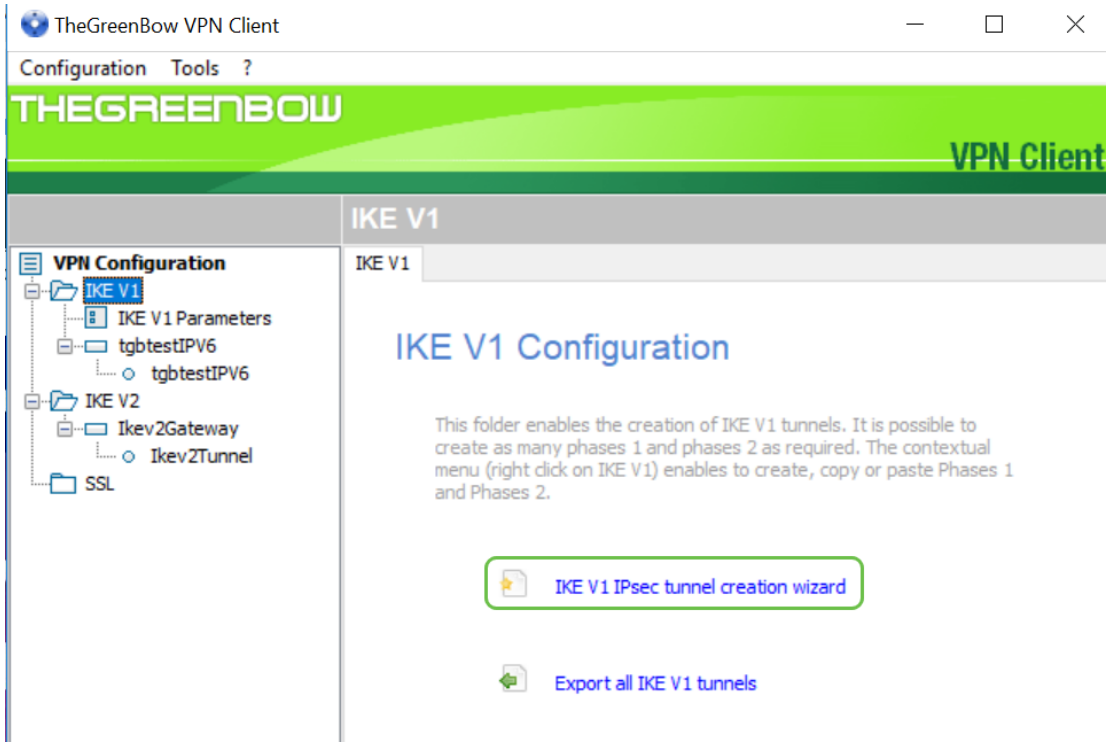 TheGreenBow VPN Client
Configuration Tools ?
THEGREENBOW
VPN Client
IKE V1
VPN Configuration
IKE V1
IKE V1 Parameters
tgbtestIPV6
tgbtestIPV6
IKE V2
Ikev2Gateway
Ikev2Tunnel
SSL
IKE V1
IKE V1 Configuration
This folder enables the creation of IKE V1 tunnels. It is possible to
create as many phases 1 and phases 2 as required. The contextual
menu (right click on IKE V1) enables to create, copy or paste Phases 1
and Phases 2.
IKE V1 IPsec tunnel creation wizard
Export all IKE V1 tunnels